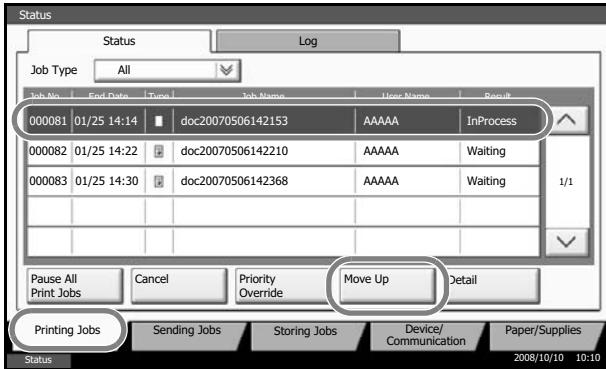 Status
Status Log
Job Type All
Job No. End Date Type Job Name User Name Result
000081 01/25 14:14 doc20070506142153 AAAAA InProcess
000082 01/25 14:22 doc20070506142210 AAAAA Waiting
000083 01/25 14:30 doc20070506142368 AAAAA Waiting
1/1
Pause All
Print Jobs
Cancel
Priority
Override
Move Up
Detail
Printing Jobs
Sending Jobs
Storing Jobs
Device/
Communication
Paper/Supplies
Status 2008/10/10 10:10